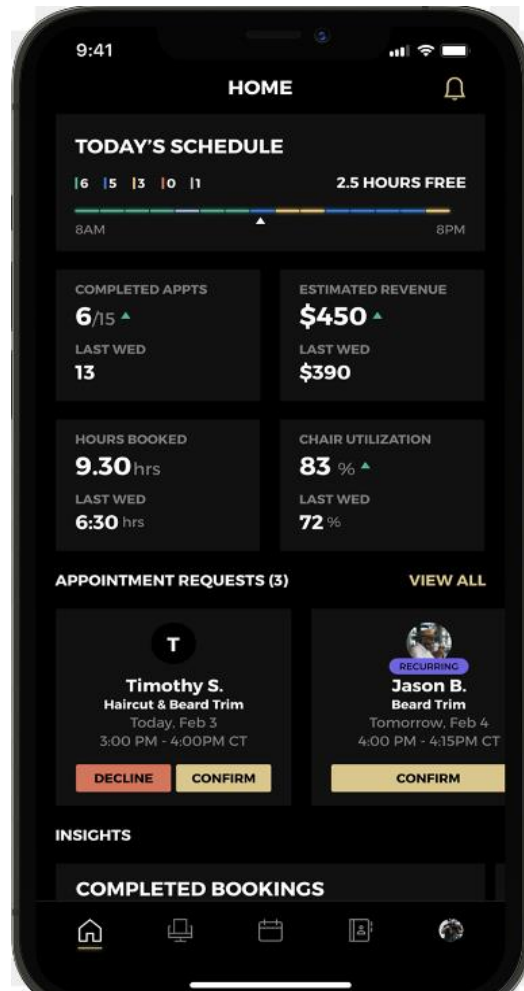 9:41
HOME
TODAY'S SCHEDULE
6 5 3 0 1 2.5 HOURS FREE
8AM 8PM
COMPLETED APPTS
6/15
LAST WED
13
ESTIMATED REVENUE
$450
LAST WED
$390
HOURS BOOKED
9.30 hrs
LAST WED
6:30 hrs
CHAIR UTILIZATION
83 %
LAST WED
72 %
APPOINTMENT REQUESTS (3) VIEW ALL
T
Timothy S.
Haircut & Beard Trim
Today, Feb 3
3:00 PM - 4:00PM CT
DECLINE CONFIRM
RECURRING
Jason B.
Beard Trim
Tomorrow, Feb 4
4:00 PM - 4:15PM CT
CONFIRM
INSIGHTS
COMPLETED BOOKINGS